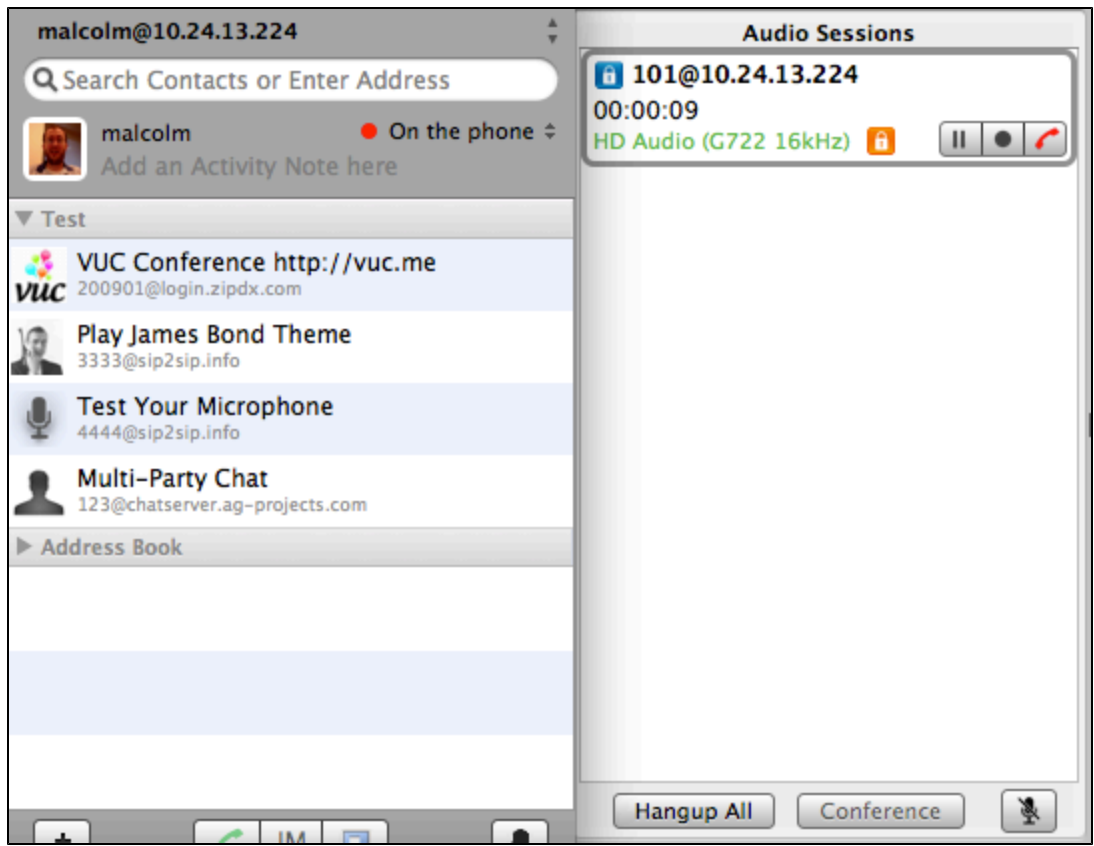 malcolm@10.24.13.224
Search Contacts or Enter Address
malcolm
On the phone
Add an Activity Note here
Test
VUC Conference http://vuc.me
200901@login.zipdx.com
vuc
Play James Bond Theme
3333@sip2sip.info
Test Your Microphone
4444@sip2sip.info
Multi-Party Chat
123@chatserver.ag-projects.com
Address Book
IM
Audio Sessions
101@10.24.13.224
00:00:09
HD Audio (G722 16kHz)
Hangup All
Conference